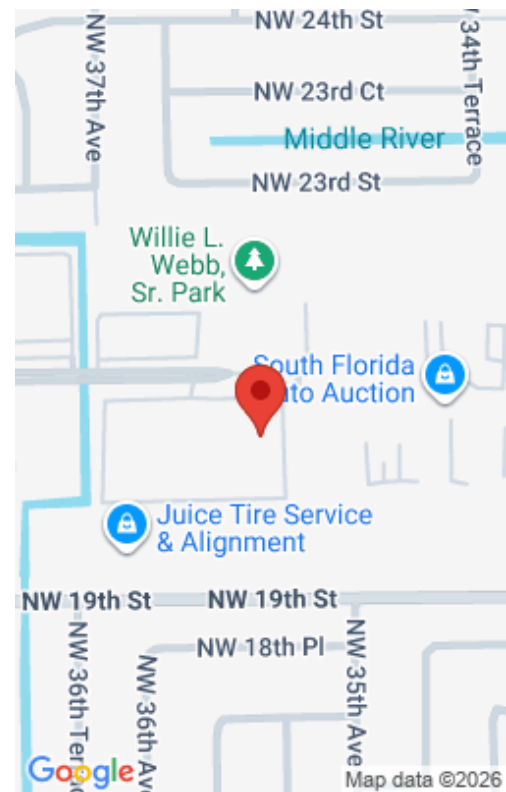 NW 24th St
NW 37th Ave
34th Terrace
NW 23rd Ct
Middle River
NW 23rd St
Willie L.
Webb,
Sr. Park
South Florida
Auto Auction
Juice Tire Service
& Alignment
NW 19th St
NW 19th St
NW 18th Pl
NW 36th Ter
NW 36th Av
NW 35th Ave
Google
Map data ©2026